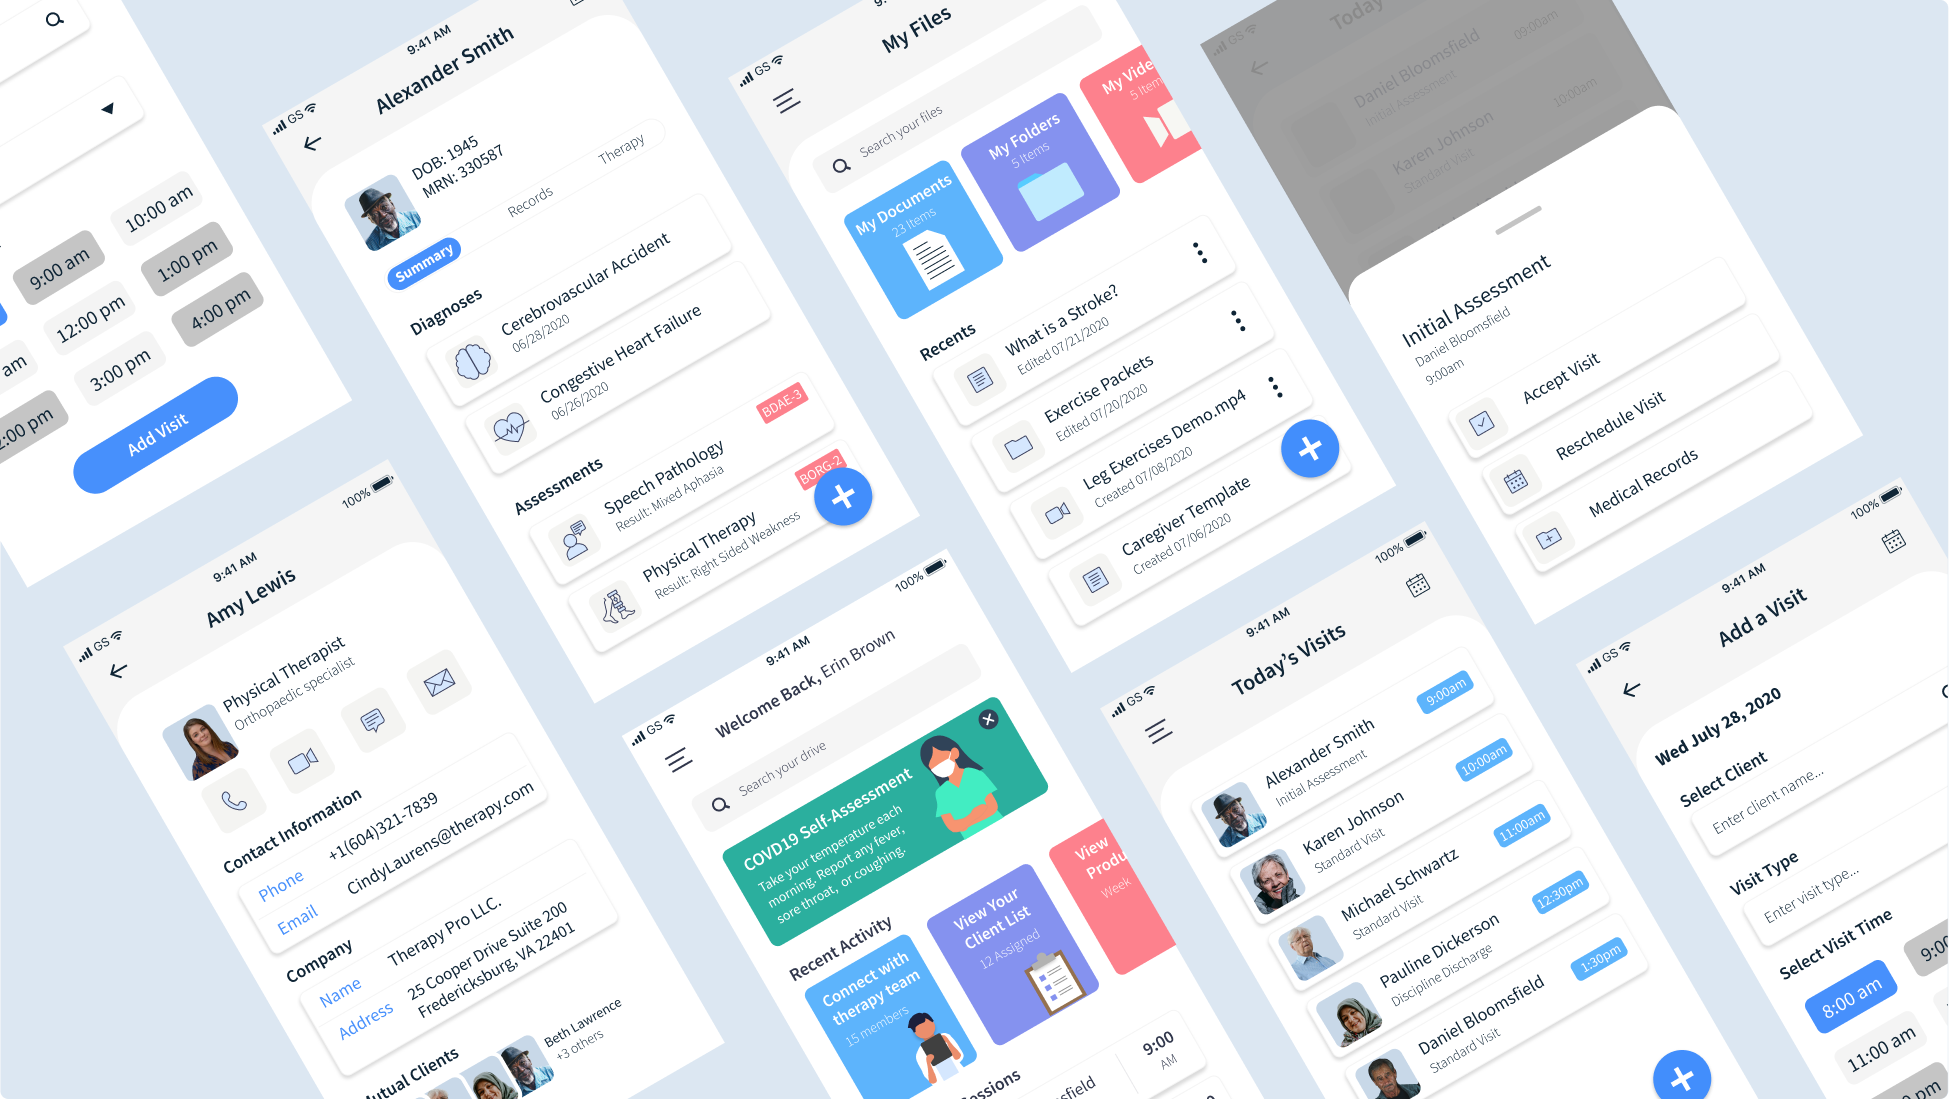 10:00 am
9:00 am
1:00 pm
12:00 pm
4:00 pm
am
3:00 pm
:00 pm
Add Visit
GS
9:41 AM
Alexander Smith
DOB: 1945
MRN: 330587
Summary
Records
Therapy
Diagnoses
Cerebrovascular Accident
06/28/2020
Congestive Heart Failure
06/26/2020
Assessments
BDAE-3
Speech Pathology
Result: Mixed Aphasia
BORG-2
Physical Therapy
Result: Right Sided Weakness
GS
My Files
Search your files
My Documents
23 Items
My Folders
5 Items
My Vide
5 Item
Recents
What is a Stroke?
Edited 07/21/2020
Exercise Packets
Edited 07/20/2020
Leg Exercises Demo.mp4
Created 07/08/2020
Caregiver Template
Created 07/06/2020
GS
Today
Daniel Bloomsfield
Initial Assessment
09:00am
Karen Johnson
Standard Visit
10:00am
Initial Assessment
Daniel Bloomsfield
9:00am
Accept Visit
Reschedule Visit
Medical Records
GS
9:41 AM
100%
Amy Lewis
Physical Therapist
Orthopaedic specialist
Contact Information
Phone
+1(604)321-7839
Email
CindyLaurens@therapy.com
Company
Name
Therapy Pro LLC.
Address
25 Cooper Drive Suite 200
Fredericksburg, VA 22401
Mutual Clients
Beth Lawrence
+3 others
GS
9:41 AM
100%
Welcome Back, Erin Brown
Search your drive
COVD19 Self-Assessment
Take your temperature each
morning. Report any fever,
sore throat, or coughing.
Recent Activity
Connect with
therapy team
15 members
View Your
Client List
12 Assigned
View
Produ
Week
essions
sfield
9:00
AM
GS
9:41 AM
100%
Today's Visits
Alexander Smith
Initial Assessment
9:00am
Karen Johnson
Standard Visit
10:00am
Michael Schwartz
Standard Visit
11:00am
Pauline Dickerson
Discipline Discharge
12:30pm
Daniel Bloomsfield
Standard Visit
1:30pm
GS
9:41 AM
100%
Add a Visit
Wed July 28, 2020
Select Client
Enter client name...
Visit Type
Enter visit type...
Select Visit Time
8:00 am
9:00
11:00 am
pm